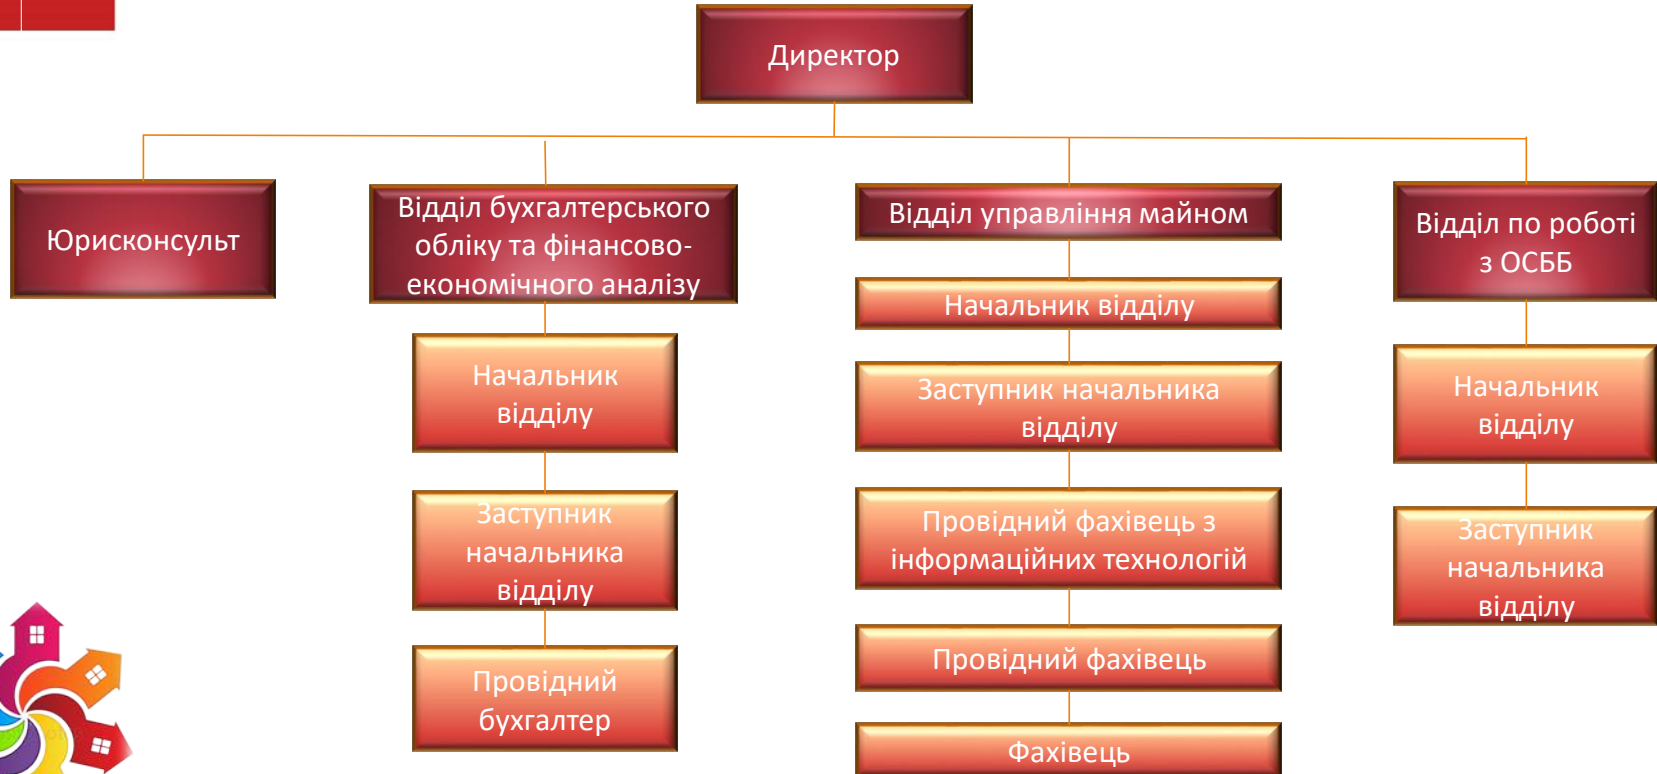 Директор
Юрисконсульт
Відділ бухгалтерського
обліку та фінансово-
економічного аналізу
Начальник
відділу
Заступник
начальника
відділу
Провідний
бухгалтер
Відділ управління майном
Начальник відділу
Заступник начальника
відділу
Провідний фахівець з
інформаційних технологій
Провідний фахівець
Фахівець
Відділ по роботі
з ОСББ
Начальник
відділу
Заступник
начальника
відділу